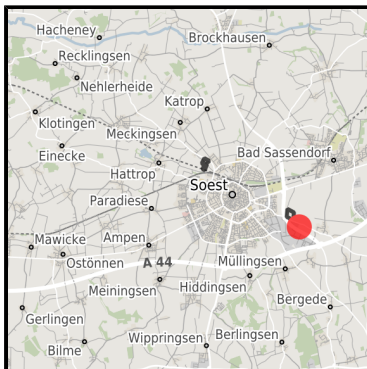 Hacheney
Brockhausen
Recklingsen
Nehlerheide
Katrop
Klotingen
Meckingsen
Einecke
Bad Sassendorf
Hattrop
Soest
Paradiese
Ampen
Mawicke
Ostönnen
A 44
Müllingsen
Meiningsen
Hiddingsen
Bergede
Gerlingen
Bilme
Wippringsen
Berlingsen